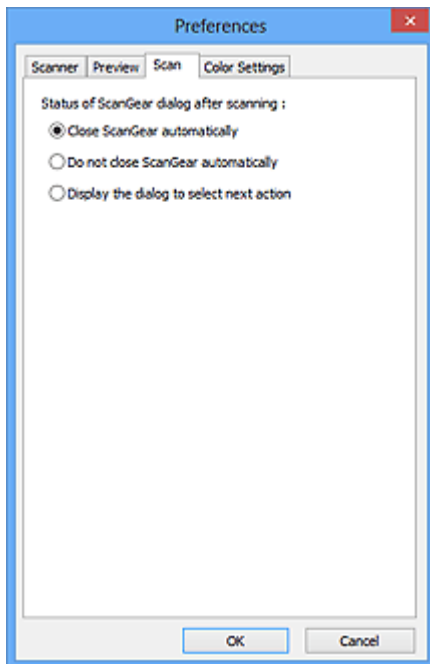 Preferences
Scanner Preview Scan Color Settings
Status of ScanGear dialog after scanning :
Close ScanGear automatically
Do not close ScanGear automatically
Display the dialog to select next action
OK Cancel